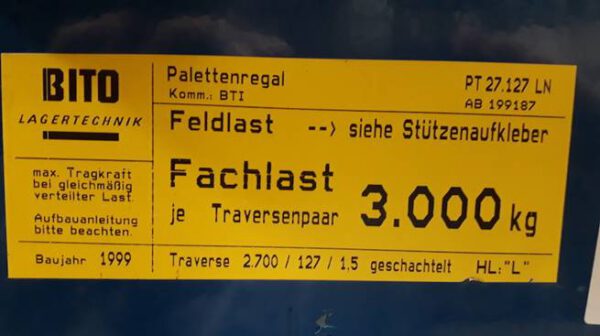 BITO
LAGERTECHNIK
max. Tragkraft
bei gleichmäßig
verteilter Last.
Aufbauanleitung
bitte beachten.
Baujahr 1999
Palettenregal
Komm.: BTI
PT 27.127 LN
AB 199187
Feldlast --> siehe Stützenaufkleber
Fachlast
je Traversenpaar 3.000 kg
Traverse 2.700 / 127 / 1,5 geschachtelt HL: "L"